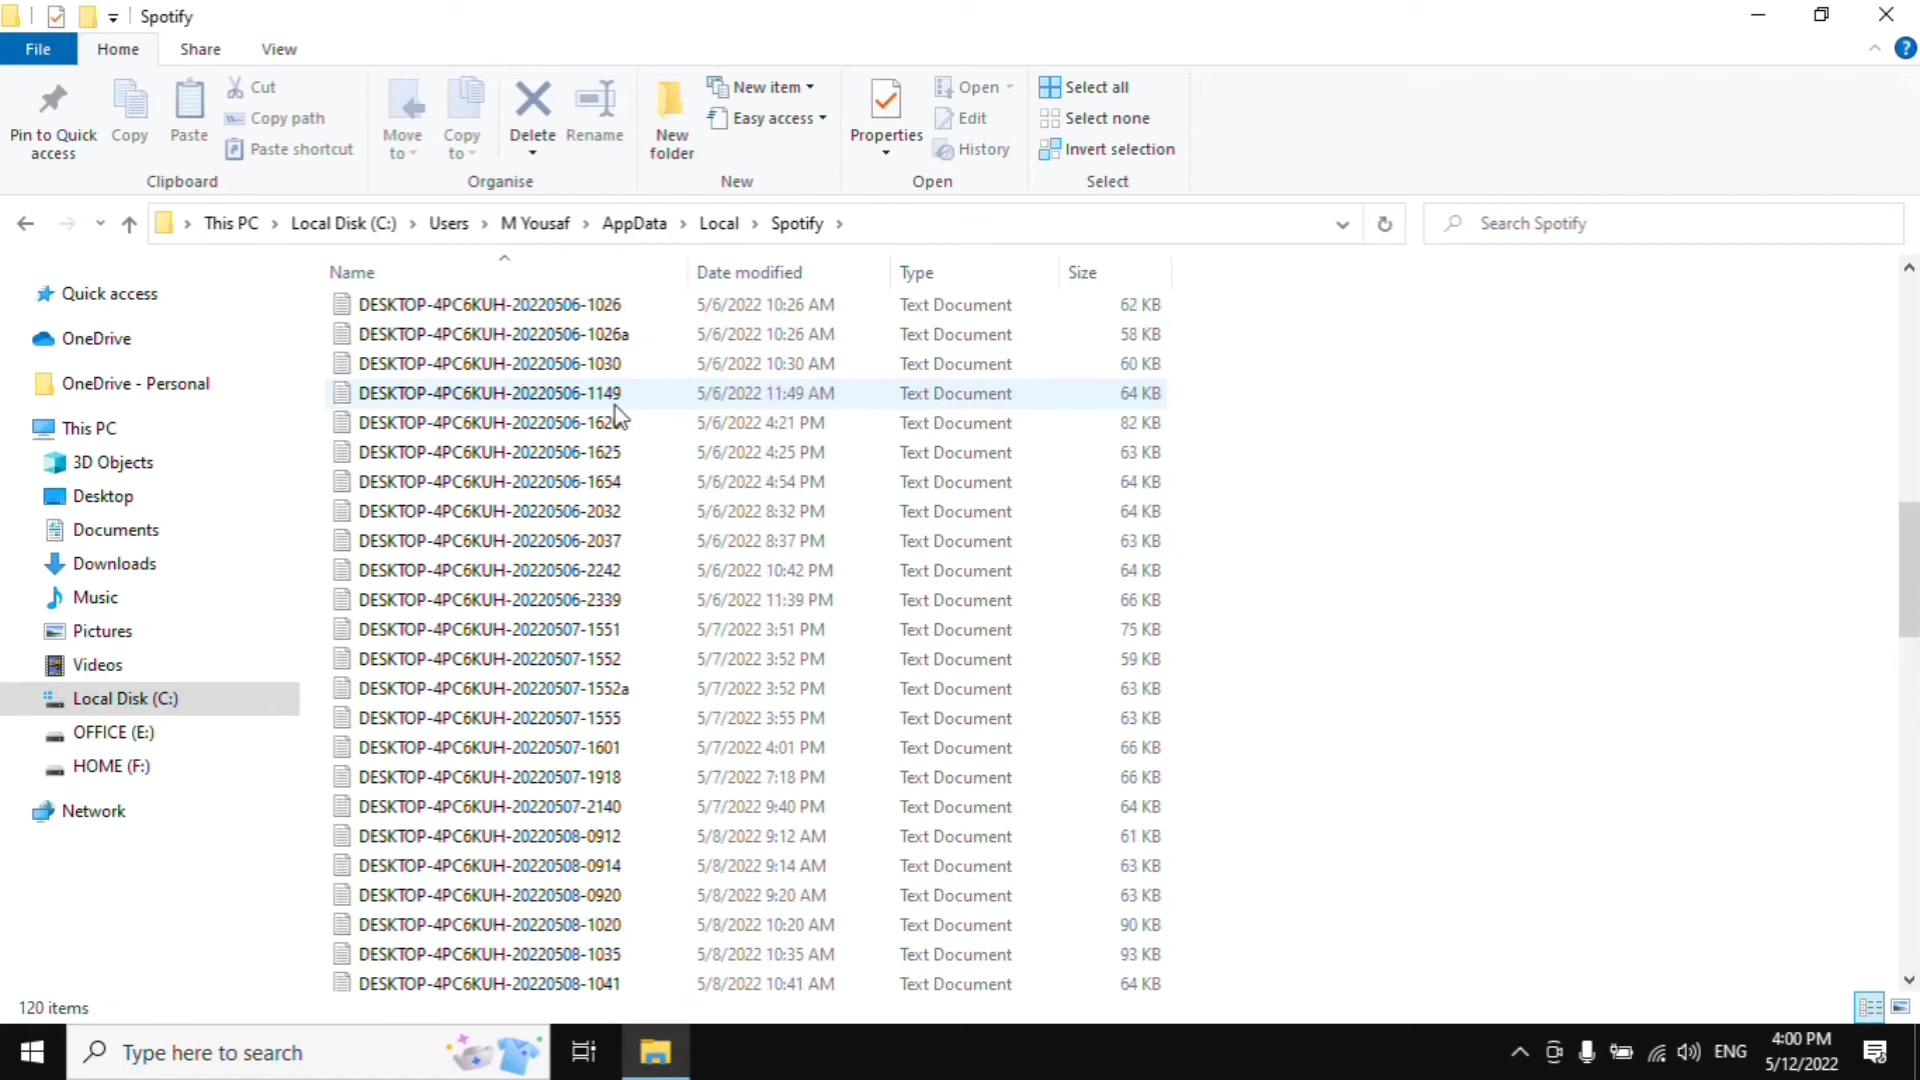 Spotify
File Home Share View
Pin to Quick access
Copy
Paste
Cut
Copy path
Paste shortcut
Clipboard
Move to
Copy to
Delete
Rename
Organise
New folder
New item
Easy access
New
Properties
Open
Edit
History
Open
Select all
Select none
Invert selection
Select
This PC Local Disk (C:) Users M Yousaf AppData Local Spotify
Search Spotify
Quick access
OneDrive
OneDrive - Personal
This PC
3D Objects
Desktop
Documents
Downloads
Music
Pictures
Videos
Local Disk (C:)
OFFICE (E:)
HOME (F:)
Network
Name Date modified Type Size
DESKTOP-4PC6KUH-20220506-1026 5/6/2022 10:26 AM Text Document 62 KB
DESKTOP-4PC6KUH-20220506-1026a 5/6/2022 10:26 AM Text Document 58 KB
DESKTOP-4PC6KUH-20220506-1030 5/6/2022 10:30 AM Text Document 60 KB
DESKTOP-4PC6KUH-20220506-1149 5/6/2022 11:49 AM Text Document 64 KB
5/6/2022 4:21 PM Text Document 82 KB
DESKTOP-4PC6KUH-20220506-1625 5/6/2022 4:25 PM Text Document 63 KB
DESKTOP-4PC6KUH-20220506-1654 5/6/2022 4:54 PM Text Document 64 KB
DESKTOP-4PC6KUH-20220506-2032 5/6/2022 8:32 PM Text Document 64 KB
DESKTOP-4PC6KUH-20220506-2037 5/6/2022 8:37 PM Text Document 63 KB
DESKTOP-4PC6KUH-20220506-2242 5/6/2022 10:42 PM Text Document 64 KB
DESKTOP-4PC6KUH-20220506-2339 5/6/2022 11:39 PM Text Document 66 KB
DESKTOP-4PC6KUH-20220507-1551 5/7/2022 3:51 PM Text Document 75 KB
DESKTOP-4PC6KUH-20220507-1552 5/7/2022 3:52 PM Text Document 59 KB
DESKTOP-4PC6KUH-20220507-1552a 5/7/2022 3:52 PM Text Document 63 KB
DESKTOP-4PC6KUH-20220507-1555 5/7/2022 3:55 PM Text Document 63 KB
DESKTOP-4PC6KUH-20220507-1601 5/7/2022 4:01 PM Text Document 66 KB
DESKTOP-4PC6KUH-20220507-1918 5/7/2022 7:18 PM Text Document 66 KB
DESKTOP-4PC6KUH-20220507-2140 5/7/2022 9:40 PM Text Document 64 KB
DESKTOP-4PC6KUH-20220508-0912 5/8/2022 9:12 AM Text Document 61 KB
DESKTOP-4PC6KUH-20220508-0914 5/8/2022 9:14 AM Text Document 63 KB
DESKTOP-4PC6KUH-20220508-0920 5/8/2022 9:20 AM Text Document 63 KB
DESKTOP-4PC6KUH-20220508-1020 5/8/2022 10:20 AM Text Document 90 KB
DESKTOP-4PC6KUH-20220508-1035 5/8/2022 10:35 AM Text Document 93 KB
DESKTOP-4PC6KUH-20220508-1041 5/8/2022 10:41 AM Text Document 64 KB
120 items
Type here to search
ENG
4:00 PM
5/12/2022